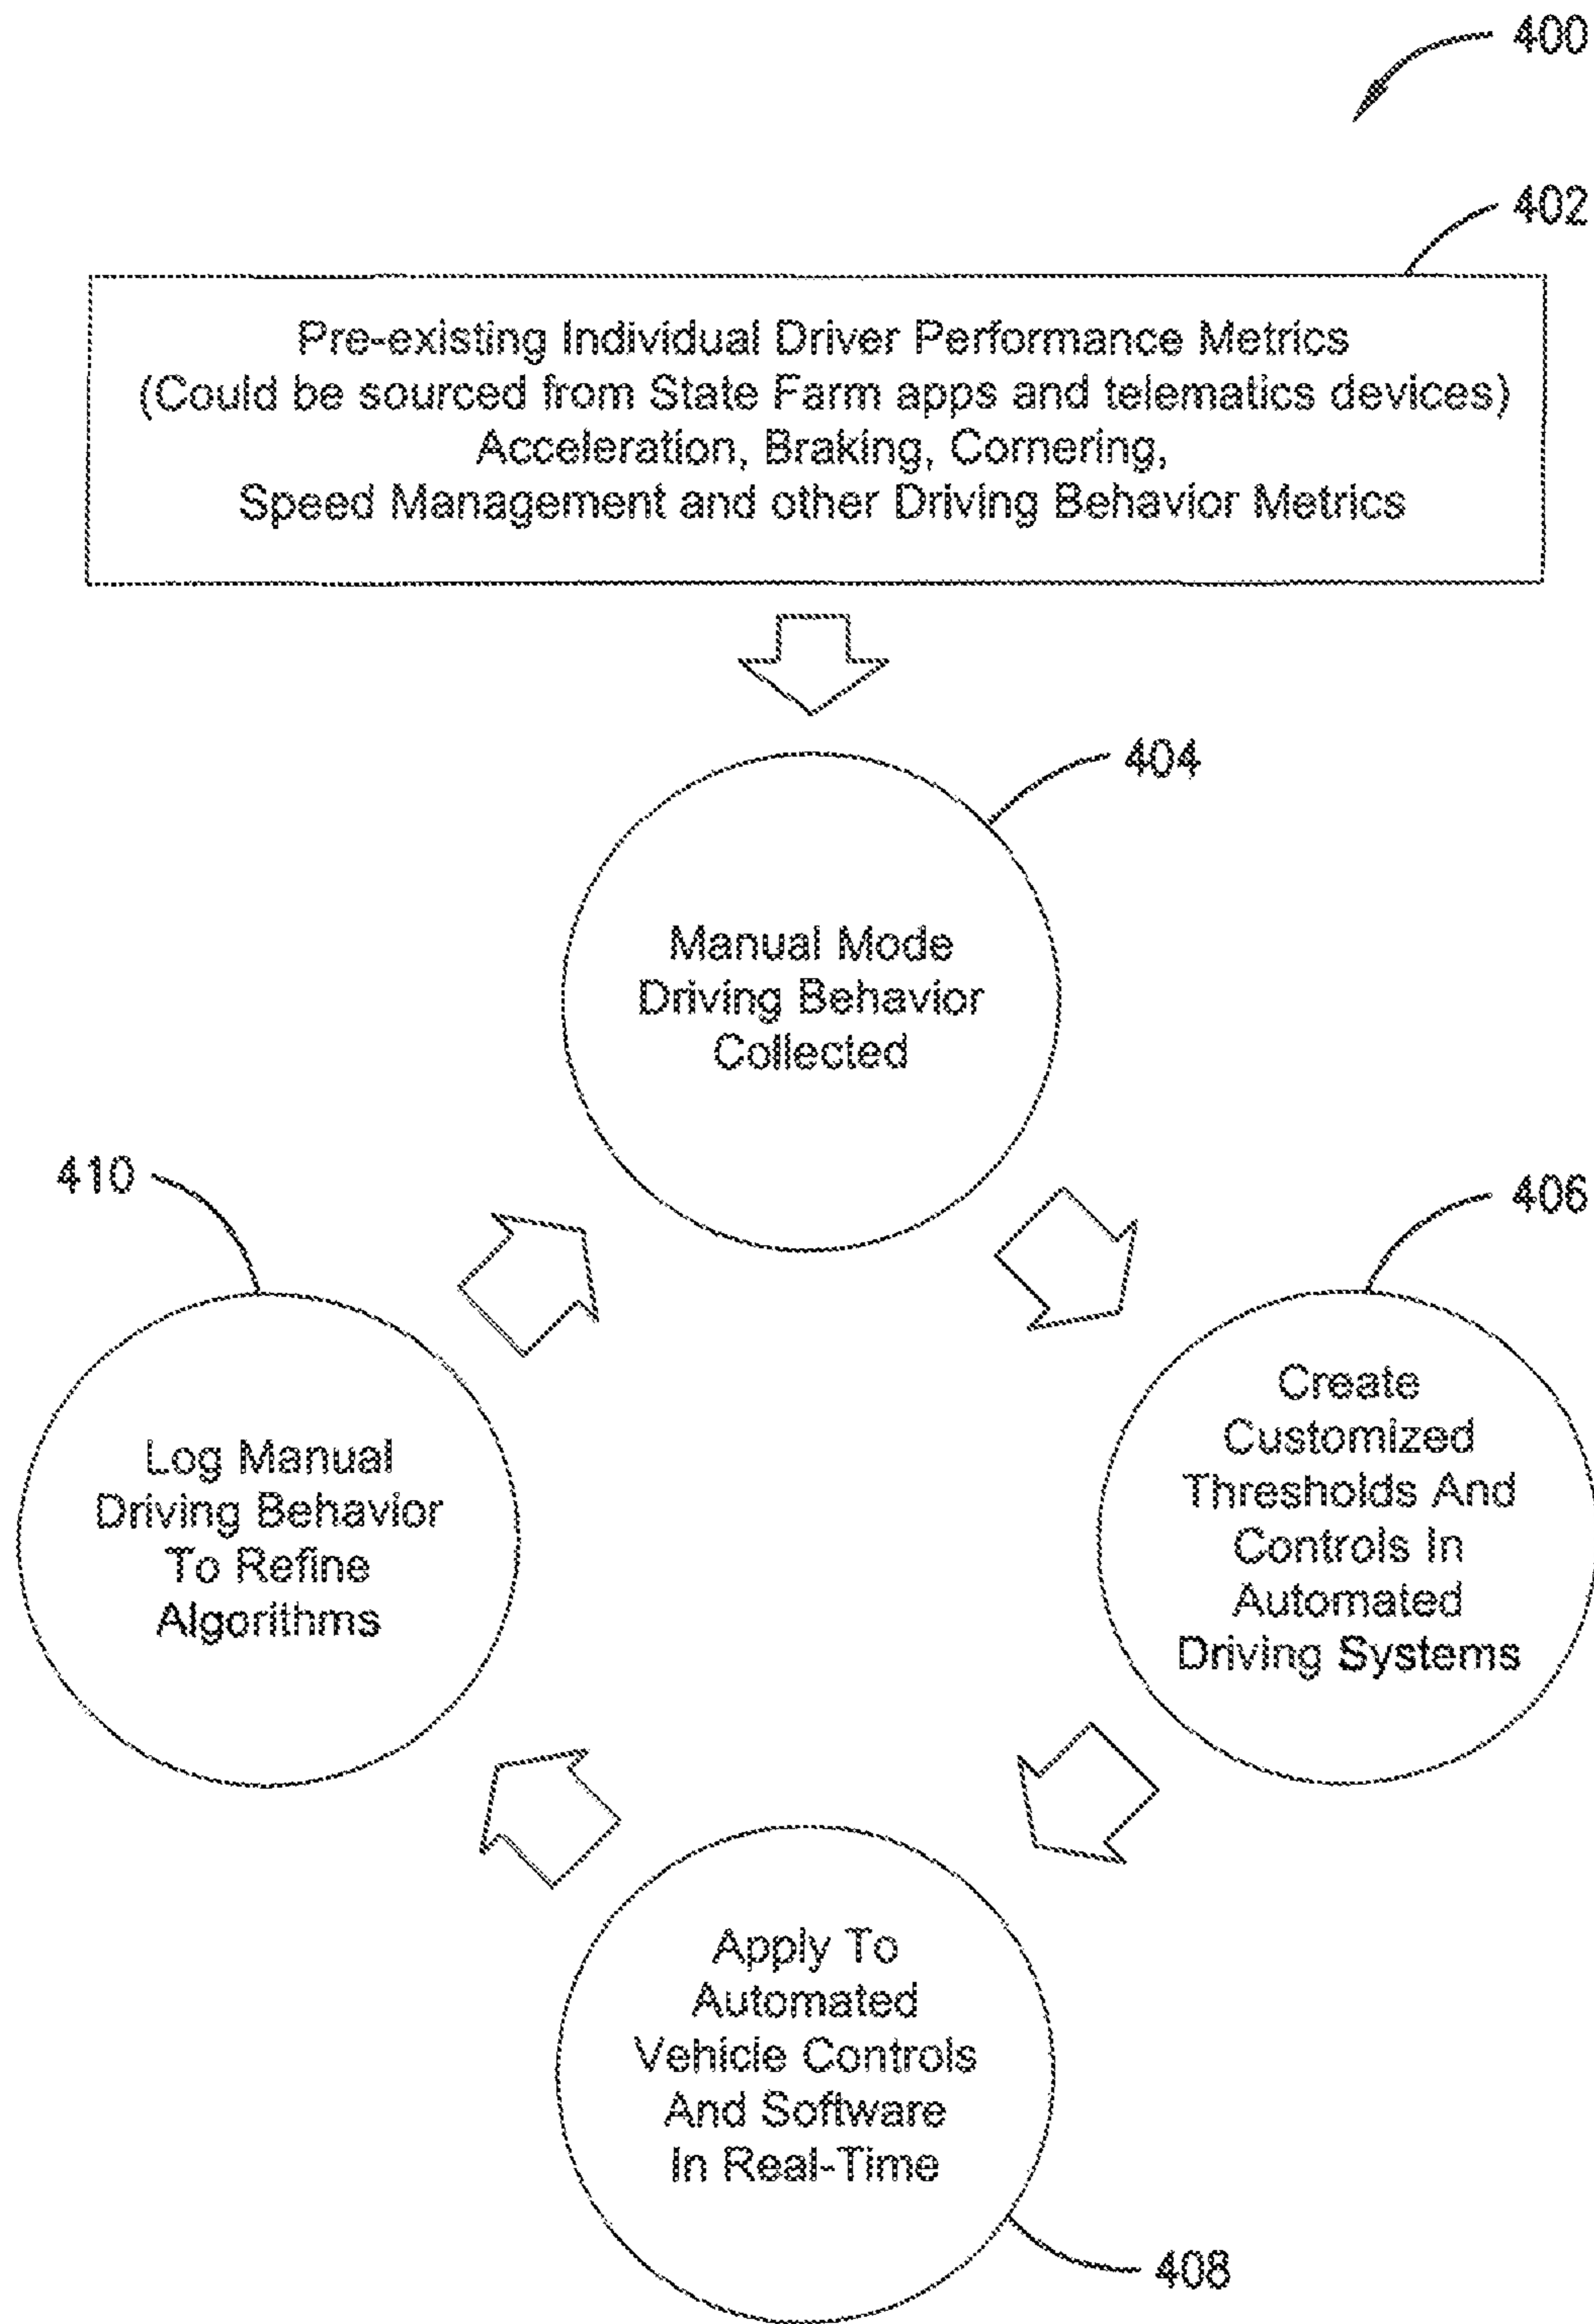 400
402
Pre-existing Individual Driver Performance Metrics
(Could be sourced from State Farm apps and telematics devices)
Acceleration, Braking, Cornering,
Speed Management and other Driving Behavior Metrics
404
Manual Mode
Driving Behavior
Collected
410
406
Log Manual
Driving Behavior
To Refine
Algorithms
Create
Customized
Thresholds And
Controls In
Automated
Driving Systems
Apply To
Automated
Vehicle Controls
And Software
In Real-Time
408